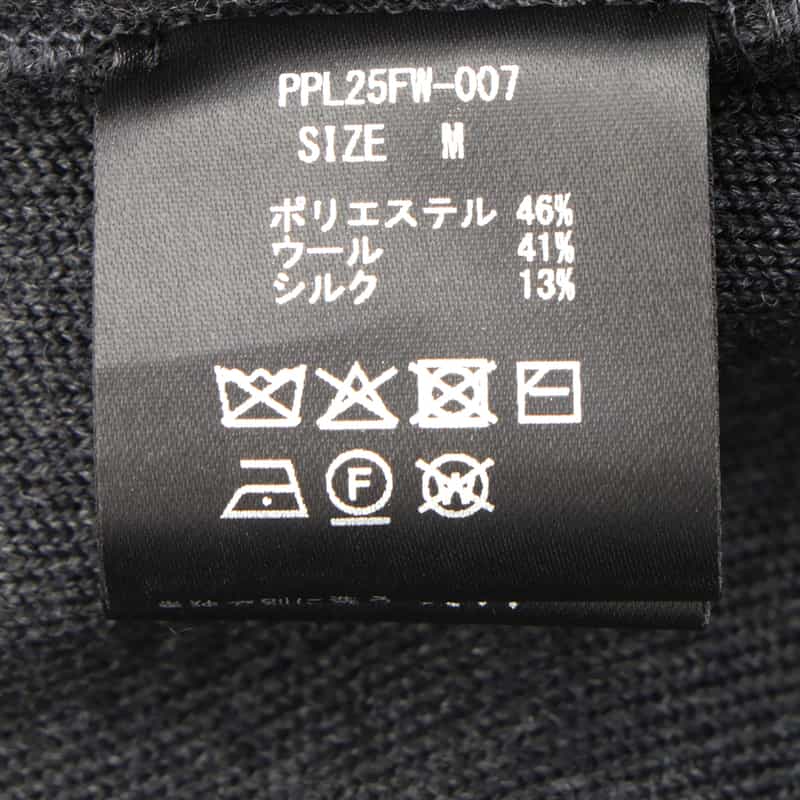 PPL25FW-007
SIZE M
ポリエステル 46%
ウール 41%
シルク 13%
F
W